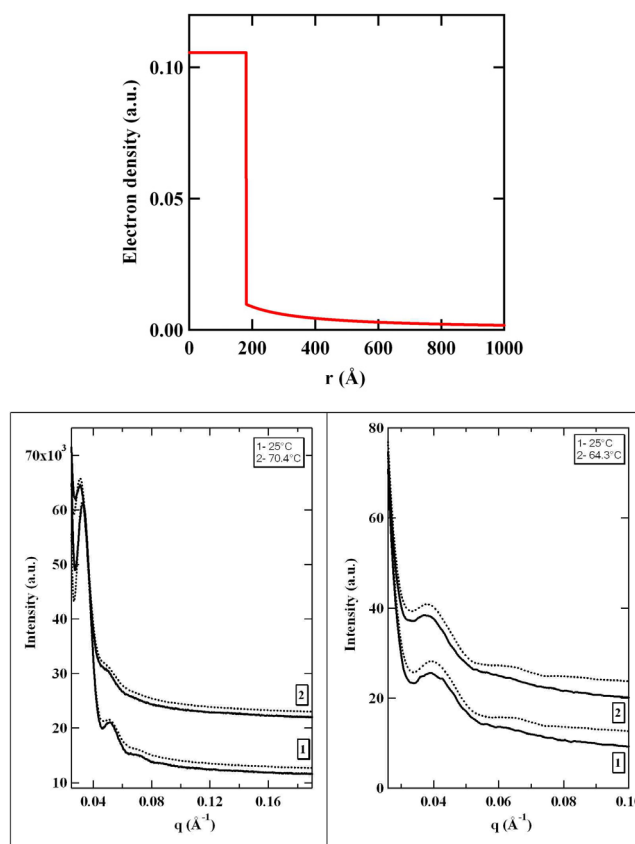 0.10
Electron density (a.u.)
0.05
0.00
0 200 400 600 800 1000
r (Å)
70x10³
60
50
40
30
20
10
Intensity (a.u.)
1- 25°C
2- 70.4°C
2
1
0.04 0.08 0.12 0.16
q (Å⁻¹)
80
60
40
20
0
Intensity (a.u.)
1- 25°C
2- 64.3°C
2
1
0.04 0.06 0.08 0.10
q (Å⁻¹)